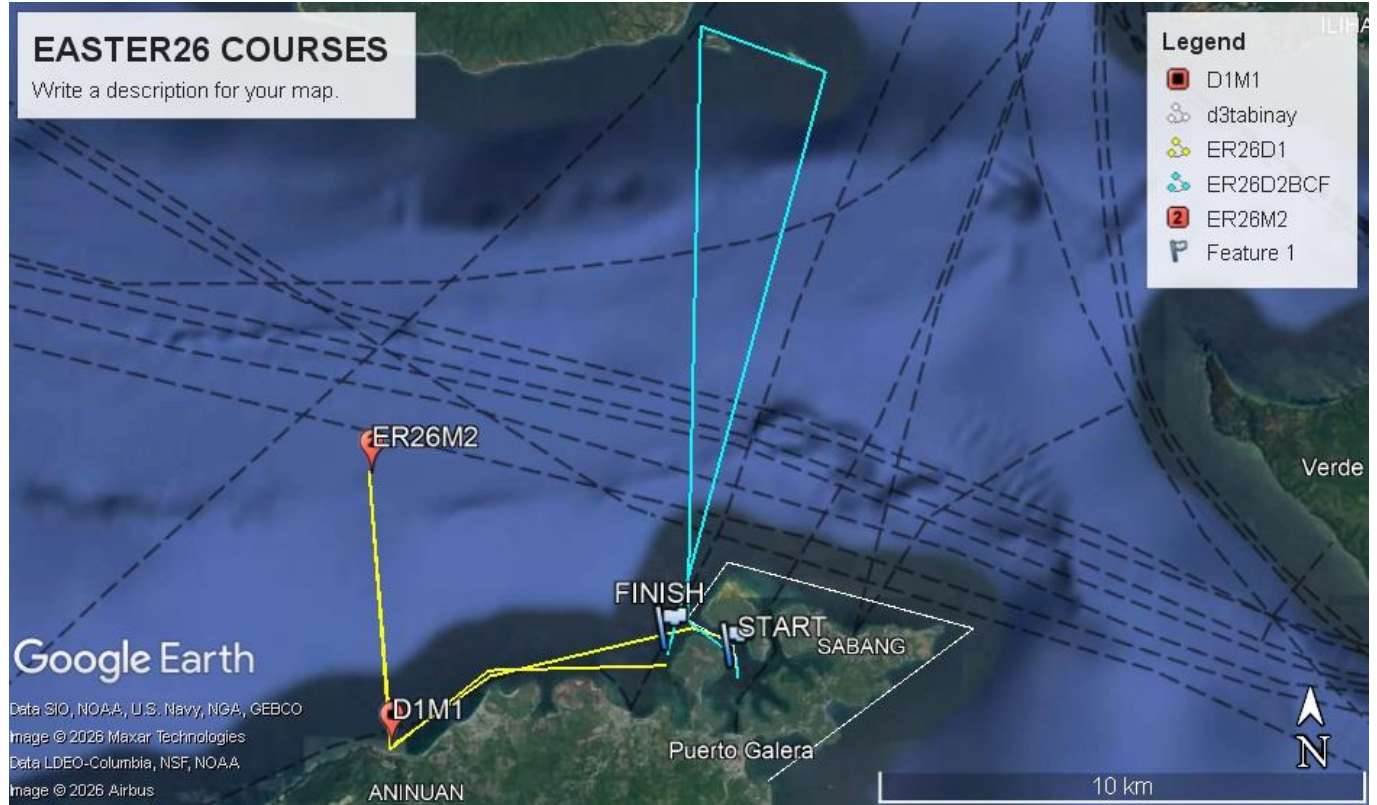 EASTER26 COURSES
Write a description for your map.
Legend
D1M1
d3tabinay
ER26D1
ER26D2BCF
2
ER26M2
Feature 1
ER26M2
Verde
FINISH
START
SABANG
Google Earth
D1M1
Data SIO, NOAA, U.S. Navy, NGA, GEBCO
Image © 2026 Maxar Technologies
Data LDEO-Columbia, NSF, NOAA
Image © 2026 Airbus
Puerto Galera
ANINUAN
N
10 km